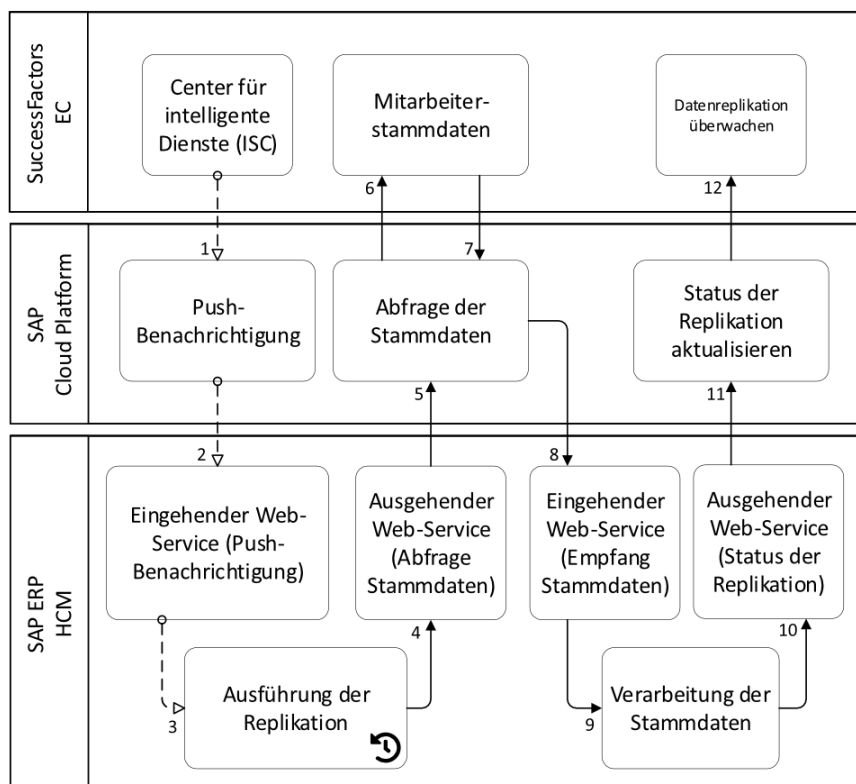 SuccessFactors
EC
Center für
intelligente
Dienste (ISC)
Mitarbeiter-
stammdaten
Datenreplikation
überwachen
6
12
1
7
SAP
Cloud Platform
Push-
Benachrichtigung
Abfrage der
Stammdaten
Status der
Replikation
aktualisieren
5
11
2
8
SAP ERP
HCM
Eingehender Web-
Service (Push-
Benachrichtigung)
Ausgehender
Web-Service
(Abfrage
Stammdaten)
Eingehender
Web-Service
(Empfang
Stammdaten)
Ausgehender
Web-Service
(Status der
Replikation)
4
10
3
Ausführung der
Replikation
9
Verarbeitung der
Stammdaten